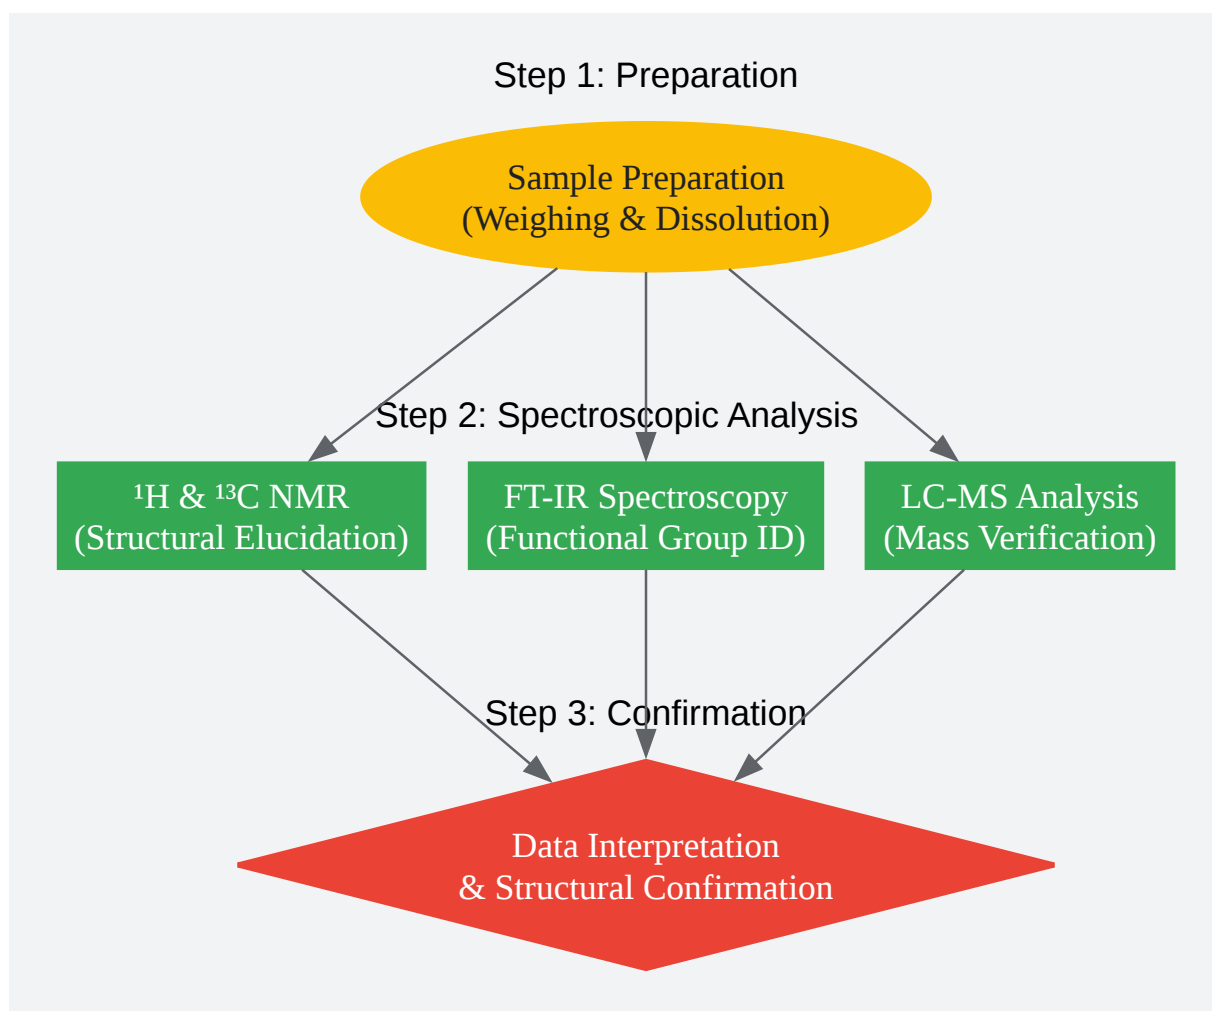 Step 1: Preparation
Sample Preparation
(Weighing & Dissolution)
Step 2: Spectroscopic Analysis
¹H & ¹³C NMR
(Structural Elucidation)
FT-IR Spectroscopy
(Functional Group ID)
LC-MS Analysis
(Mass Verification)
Step 3: Confirmation
Data Interpretation
& Structural Confirmation